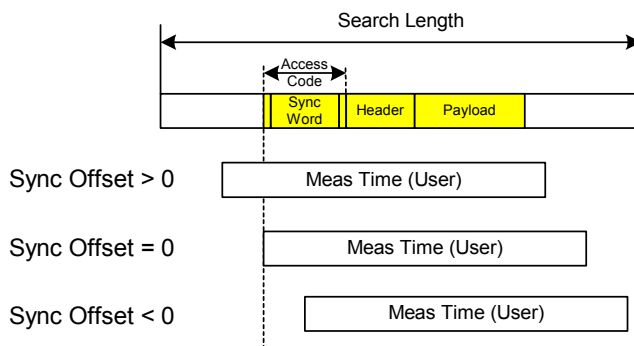 Search Length
Access
Code
Sync
Word
Header
Payload
Sync Offset > 0
Meas Time (User)
Sync Offset = 0
Meas Time (User)
Sync Offset < 0
Meas Time (User)